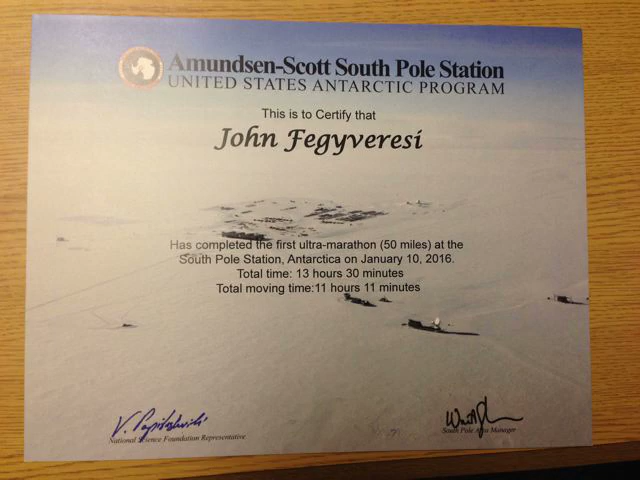 Amundsen-Scott South Pole Station
UNITED STATES ANTARCTIC PROGRAM
This is to Certify that
John Fegyveresi
Has completed the first ultra-marathon (50 miles) at the
South Pole Station, Antarctica on January 10, 2016.
Total time: 13 hours 30 minutes
Total moving time:11 hours 11 minutes
National Science Foundation Representative
South Pole Area Manager